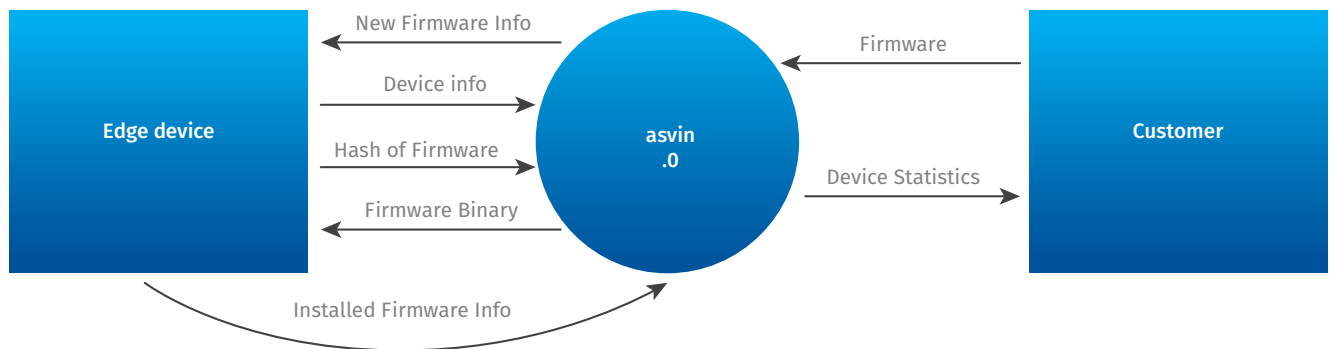 New Firmware Info
Firmware
Device info
Edge device
asvin
.0
Customer
Hash of Firmware
Device Statistics
Firmware Binary
Installed Firmware Info